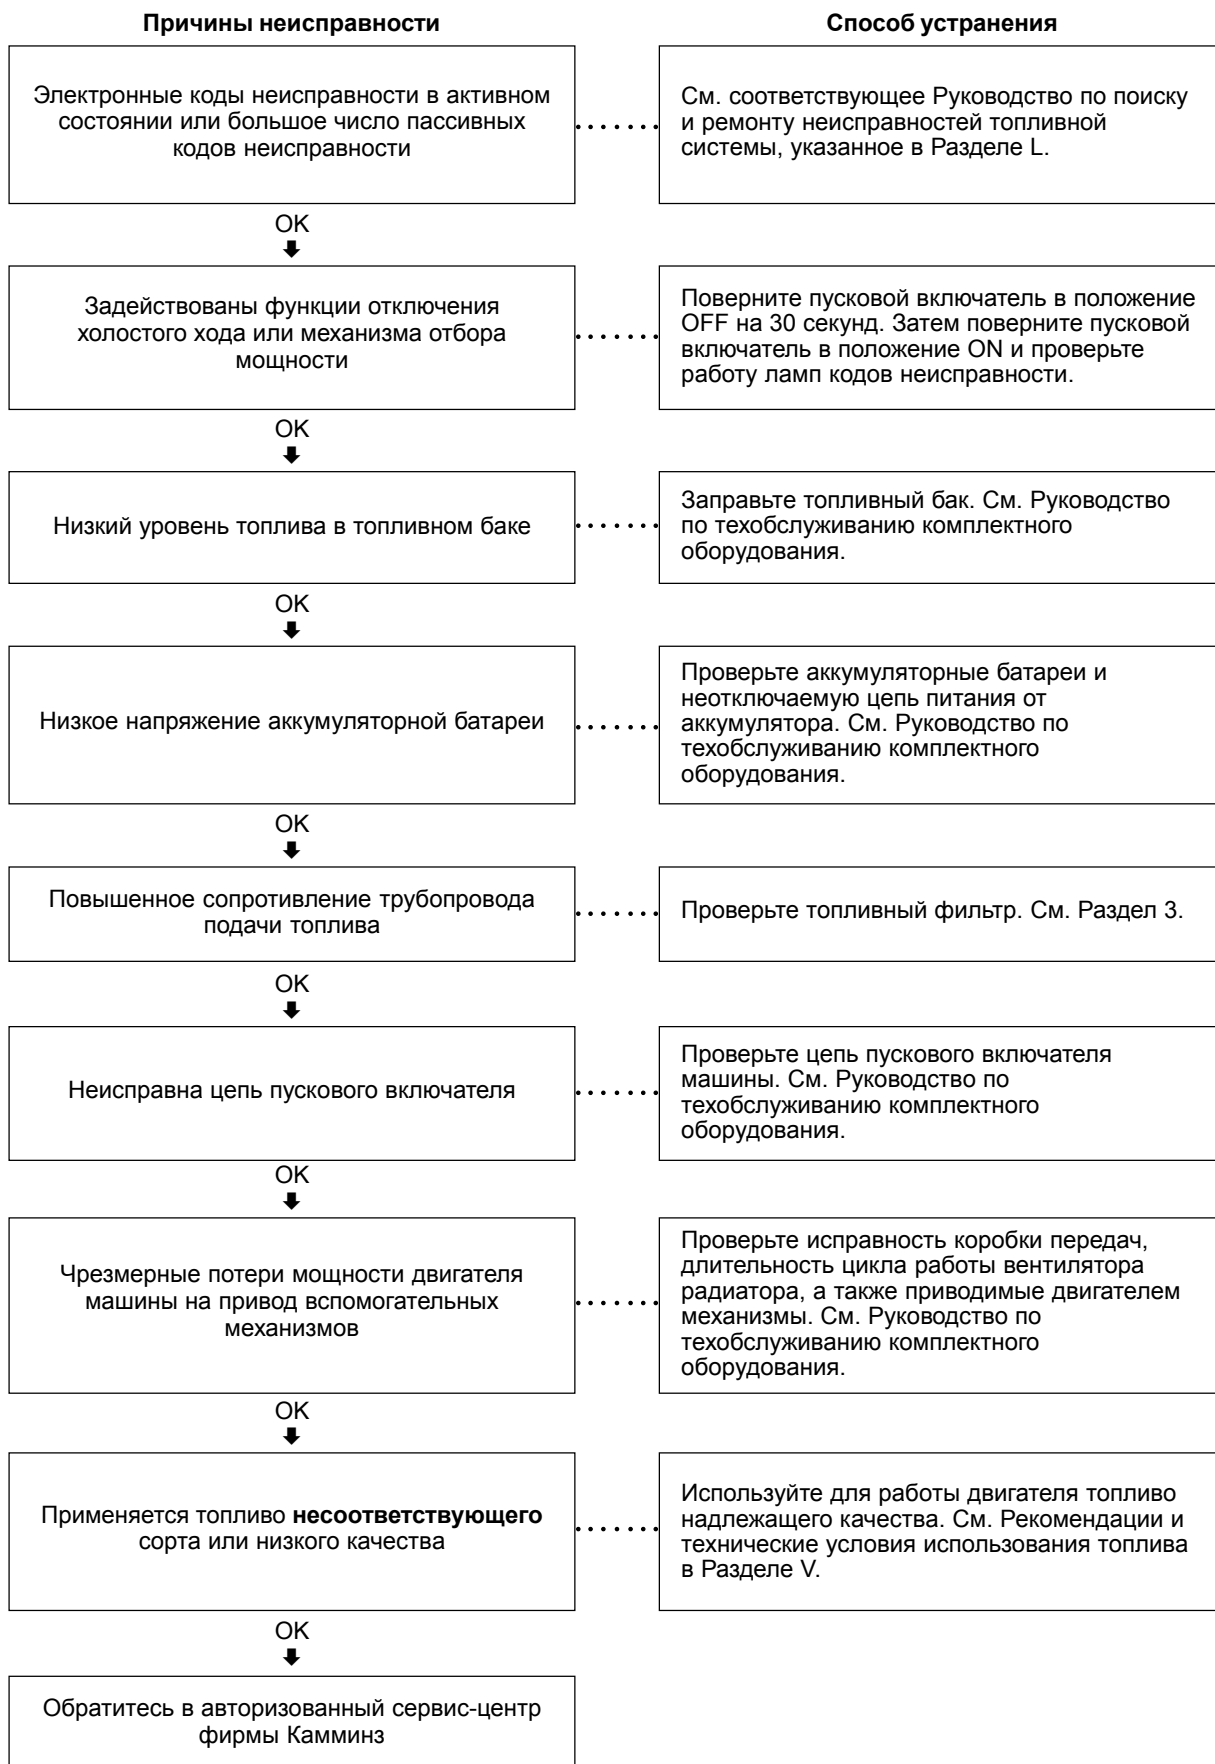 Причины неисправности
Способ устранения
Электронные коды неисправности в активном
состоянии или большое число пассивных
кодов неисправности
См. соответствующее Руководство по поиску
и ремонту неисправностей топливной
системы, указанное в Разделе L.
OK
Задействованы функции отключения
холостого хода или механизма отбора
мощности
Поверните пусковой включатель в положение
OFF на 30 секунд. Затем поверните пусковой
включатель в положение ON и проверьте
работу ламп кодов неисправности.
OK
Низкий уровень топлива в топливном баке
Заправьте топливный бак. См. Руководство
по техобслуживанию комплектного
оборудования.
OK
Низкое напряжение аккумуляторной батареи
Проверьте аккумуляторные батареи и
неотключаемую цепь питания от
аккумулятора. См. Руководство по
техобслуживанию комплектного
оборудования.
OK
Повышенное сопротивление трубопровода
подачи топлива
Проверьте топливный фильтр. См. Раздел 3.
OK
Неисправна цепь пускового включателя
Проверьте цепь пускового включателя
машины. См. Руководство по
техобслуживанию комплектного
оборудования.
OK
Чрезмерные потери мощности двигателя
машины на привод вспомогательных
механизмов
Проверьте исправность коробки передач,
длительность цикла работы вентилятора
радиатора, а также приводимые двигателем
механизмы. См. Руководство по
техобслуживанию комплектного
оборудования.
OK
Применяется топливо несоответствующего
сорта или низкого качества
Используйте для работы двигателя топливо
надлежащего качества. См. Рекомендации и
технические условия использования топлива
в Разделе V.
OK
Обратитесь в авторизованный сервис-центр
фирмы Камминз